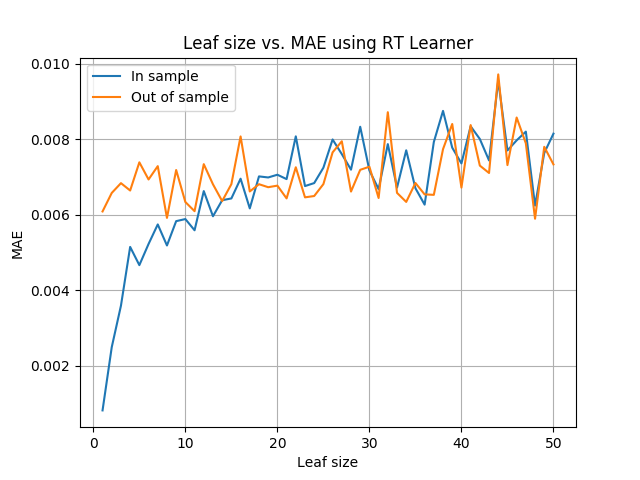 Leaf size vs. MAE using RT Learner
In sample
Out of sample
0.010
0.008
0.006
0.004
0.002
MAE
0 10 20 30 40 50
Leaf size